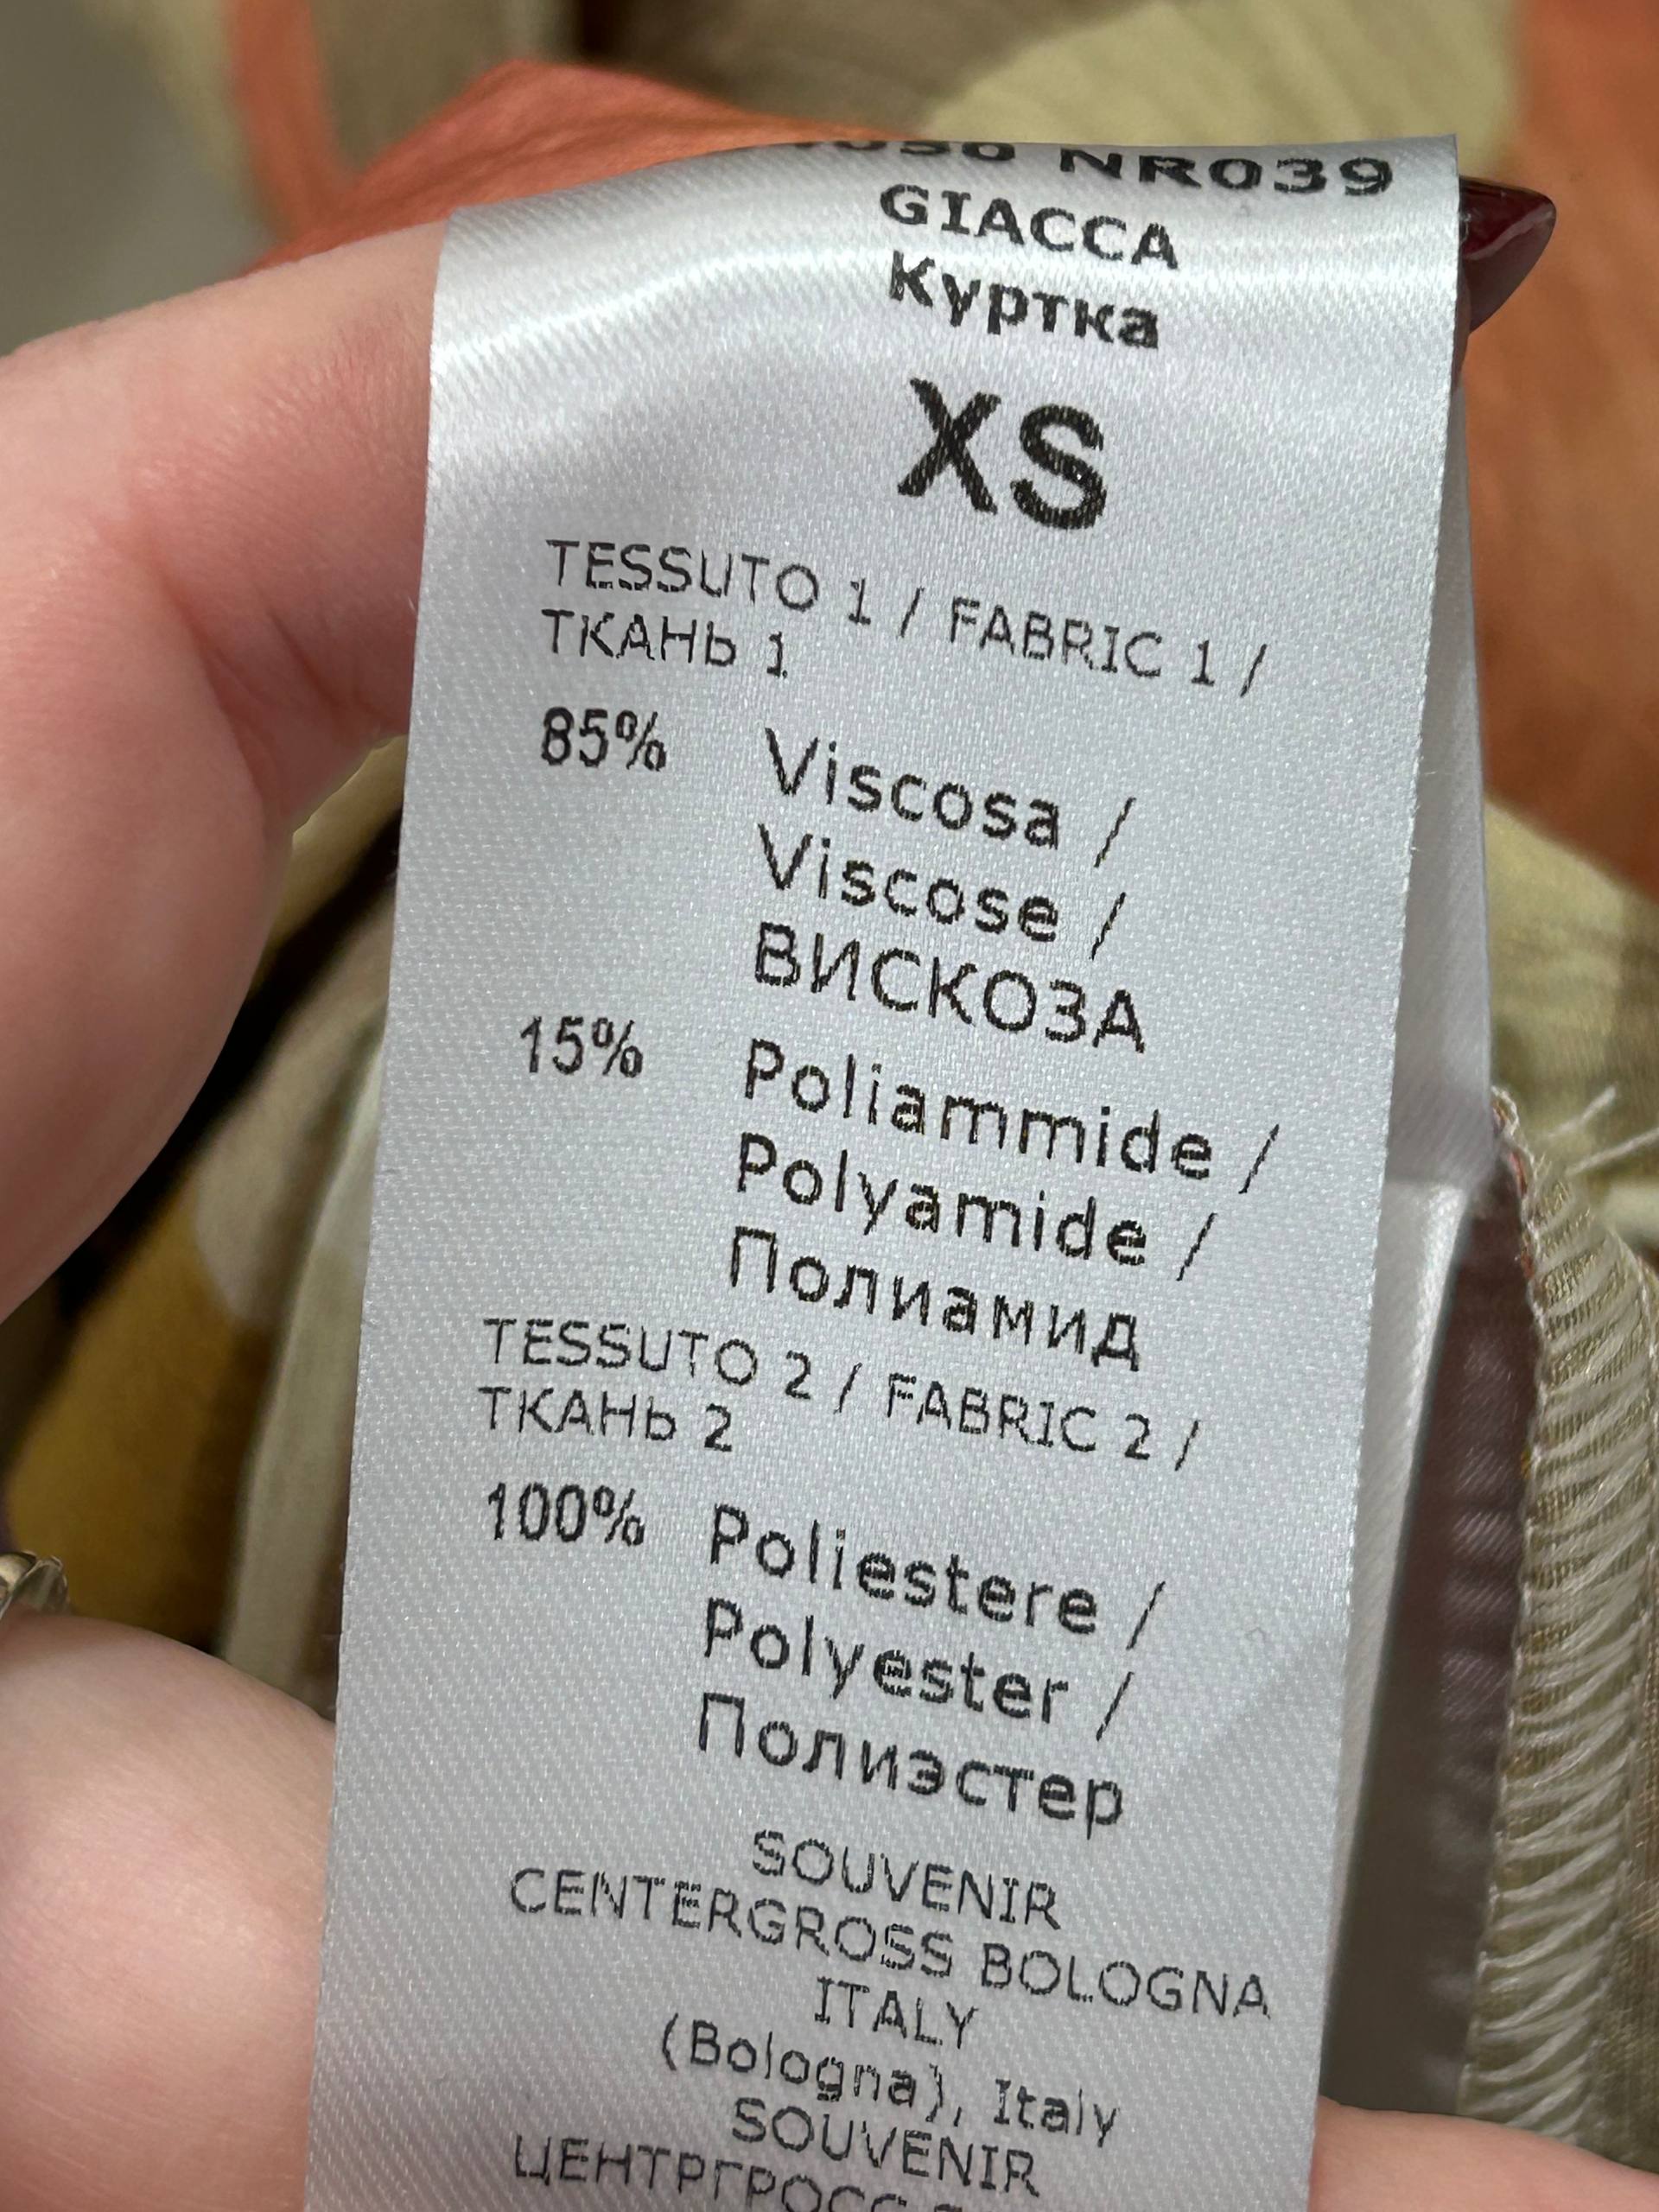 NR039
GIACCA
Куртка
XS
TESSUTO 1 / FABRIC 1 /
ТКАНЬ 1
85% Viscosa /
Viscose /
ВИСКОЗА
15% Poliammide /
Polyamide /
Полиамид
TESSUTO 2 / FABRIC 2 /
ТКАНЬ 2
100% Poliestere /
Polyester /
Полиэстер
SOUVENIR
CENTERGROSS BOLOGNA
ITALY
(Bologna), Italy
SOUVENIR
ЦЕНТРГРОСС